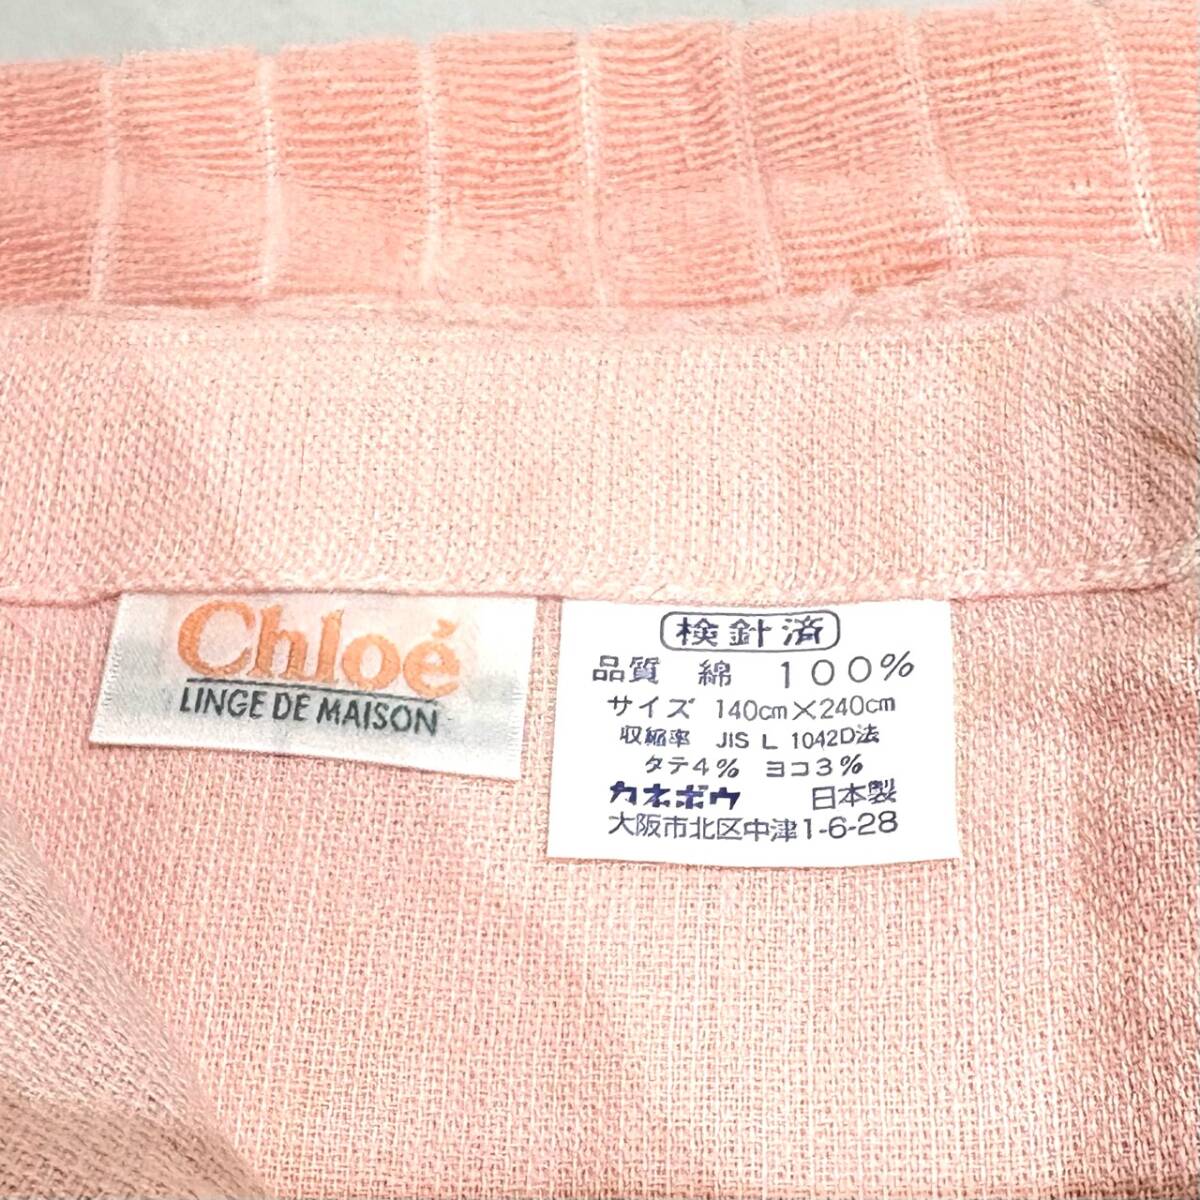 Chloé
LINGE DE MAISON
検針済
品質 綿 100%
サイズ 140cm×240cm
収縮率 JIS L 1042D法
タテ4% ヨコ3%
カネボウ 日本製
大阪市北区中津1-6-28